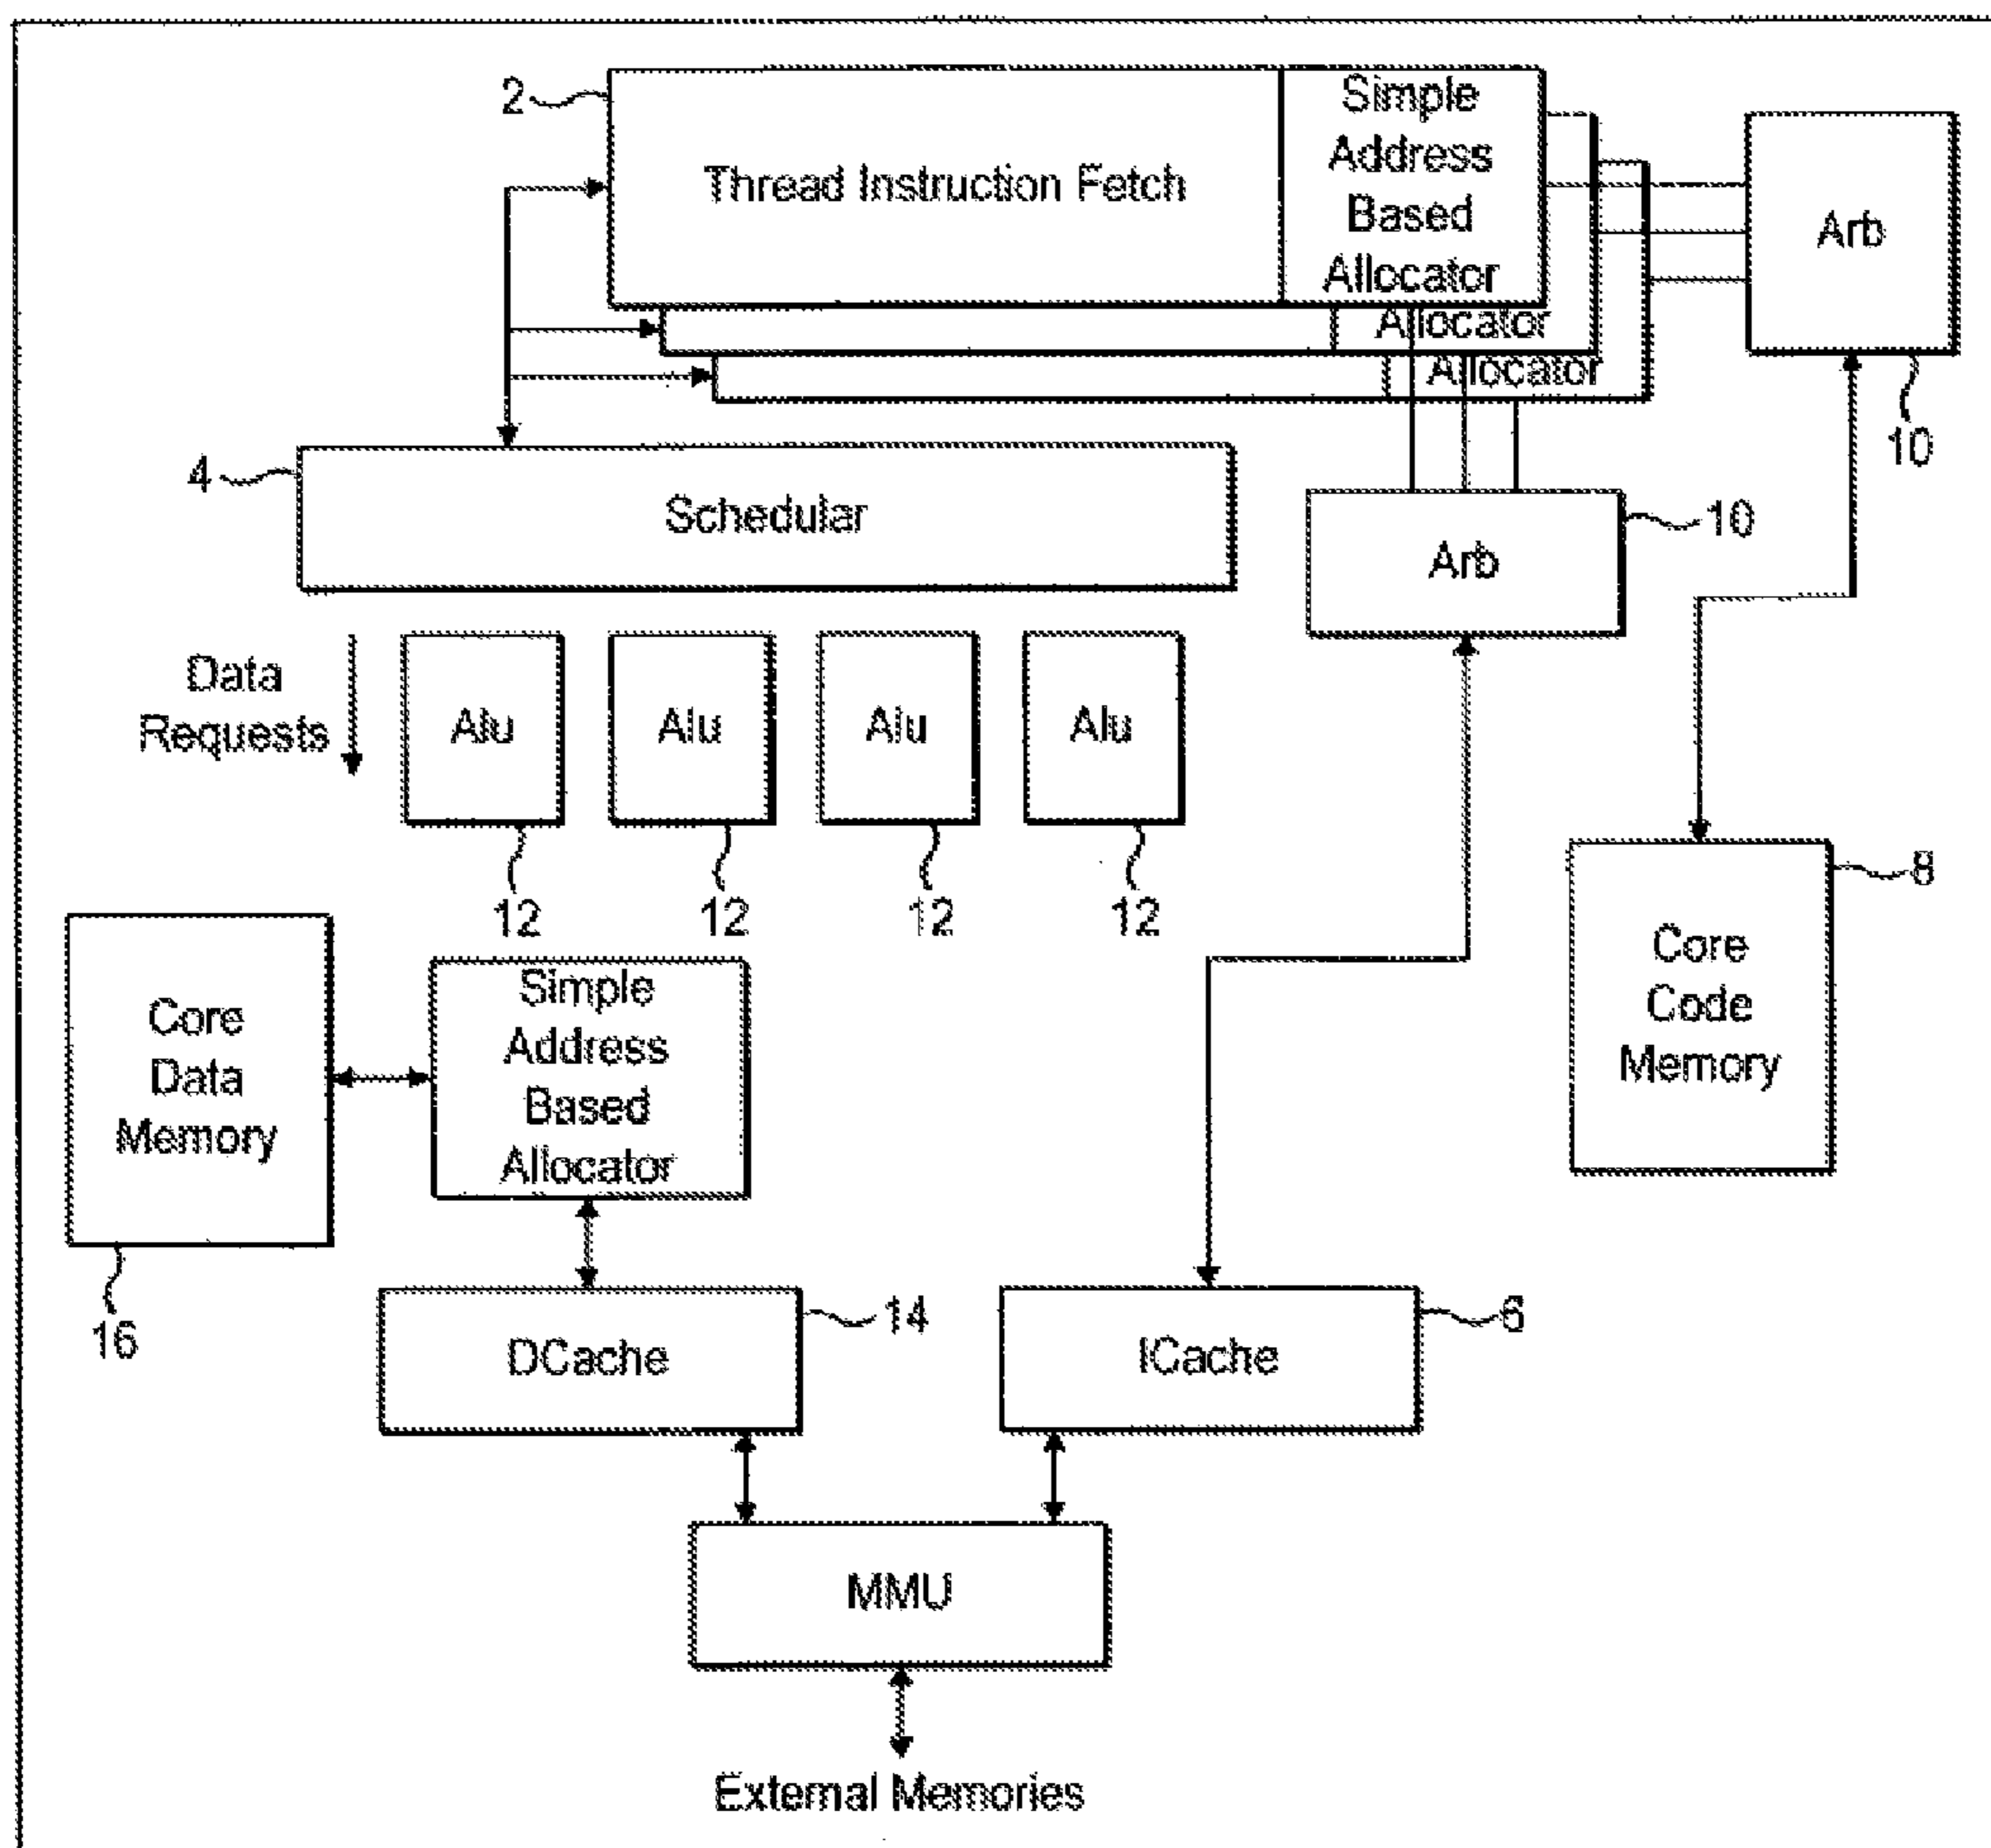 2
Thread Instruction Fetch
Simple
Address
Based
Allocator
Allocator
Allocator
Arb
10
4
Schedular
Arb
10
Data
Requests
Alu
Alu
Alu
Alu
12
12
12
12
8
Core
Code
Memory
Core
Data
Memory
16
Simple
Address
Based
Allocator
DCache
14
ICache
6
MMU
External Memories